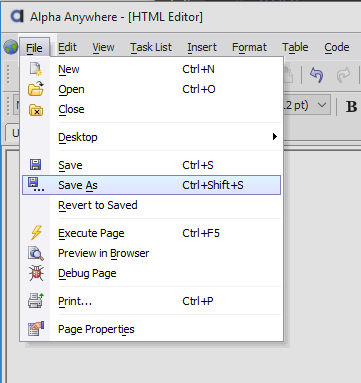 Alpha Anywhere - [HTML Editor]
File Edit View Task List Insert Format Table Code
New Ctrl+N
Open Ctrl+O
Close
Desktop
Save Ctrl+S
Save As Ctrl+Shift+S
Revert to Saved
Execute Page Ctrl+F5
Preview in Browser
Debug Page
Print... Ctrl+P
Page Properties
.2 pt)
B